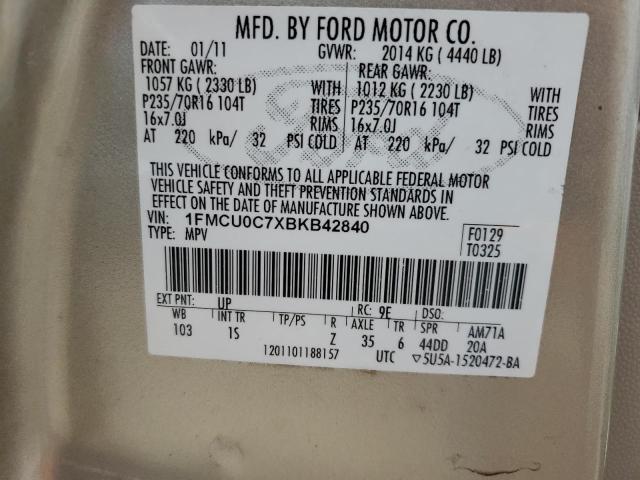 MFD. BY FORD MOTOR CO.
DATE: 01/11 GVWR: 2014 KG ( 4440 LB)
FRONT GAWR: REAR GAWR:
1057 KG ( 2330 LB) WITH 1012 KG ( 2230 LB) WITH
P235/70R16 104T TIRES P235/70R16 104T TIRES
16x7.0J RIMS 16x7.0J RIMS
AT 220 kPa/ 32 PSI COLD AT 220 kPa/ 32 PSI COLD
THIS VEHICLE CONFORMS TO ALL APPLICABLE FEDERAL MOTOR
VEHICLE SAFETY AND THEFT PREVENTION STANDARDS IN
EFFECT ON THE DATE OF MANUFACTURE SHOWN ABOVE.
VIN: 1FMCU0C7XBKB42840 F0129
TYPE: MPV T0325
EXT PNT: UP RC: 9E DSO:
WB INT TR TP/PS R AXLE TR SPR AM71A
103 1S Z 35 6 44DD 20A
1201101188157 UTC ▽5U5A-1520472-BA
Ford